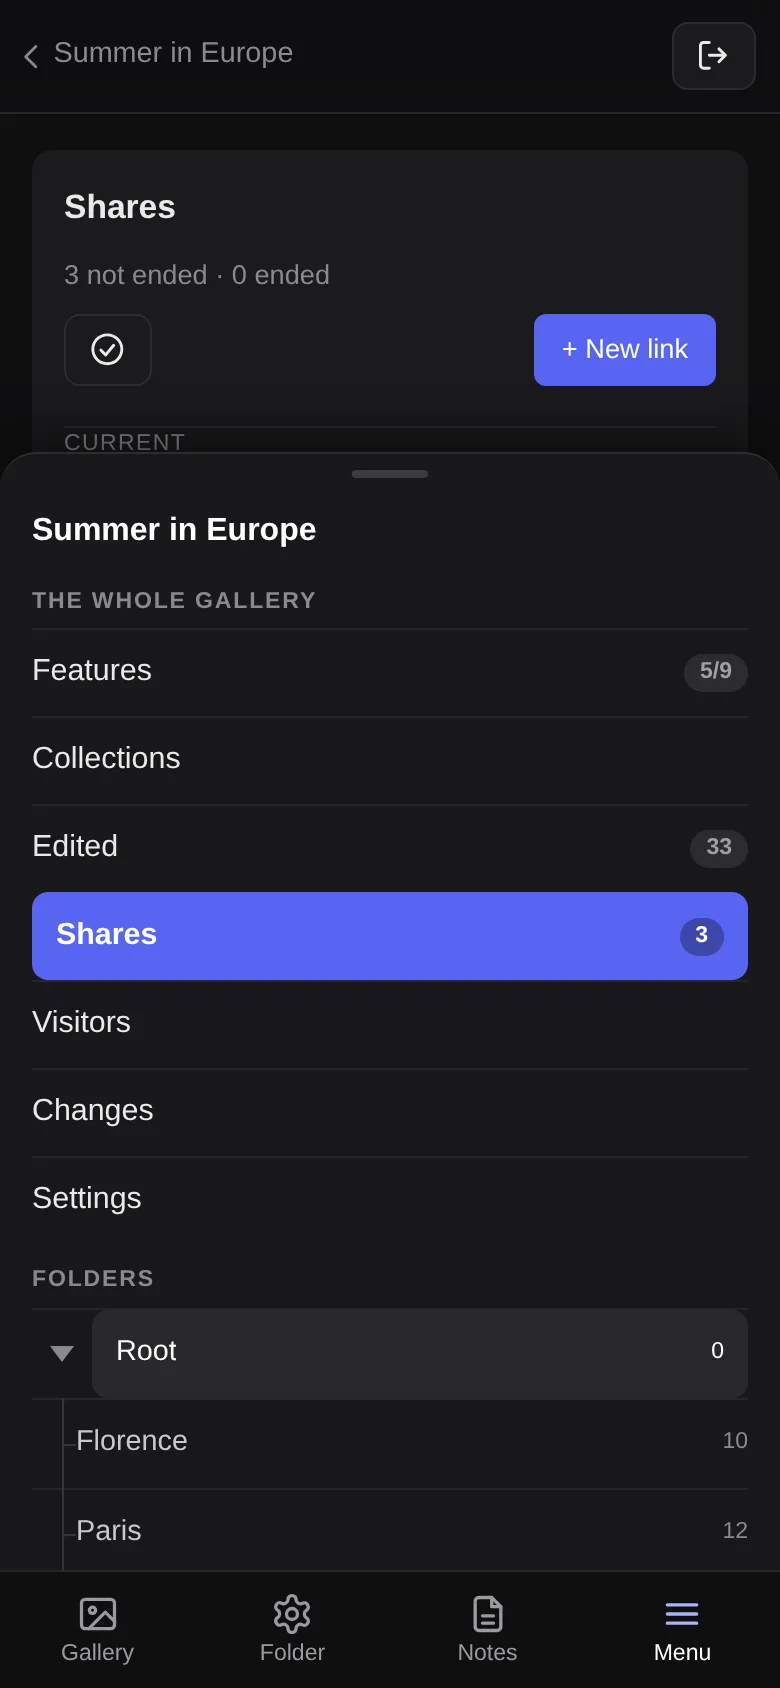 Summer in Europe
Shares
3 not ended · 0 ended
+ New link
CURRENT
Summer in Europe
THE WHOLE GALLERY
Features 5/9
Collections
Edited 33
Shares 3
Visitors
Changes
Settings
FOLDERS
Root 0
Florence 10
Paris 12
Gallery Folder Notes Menu